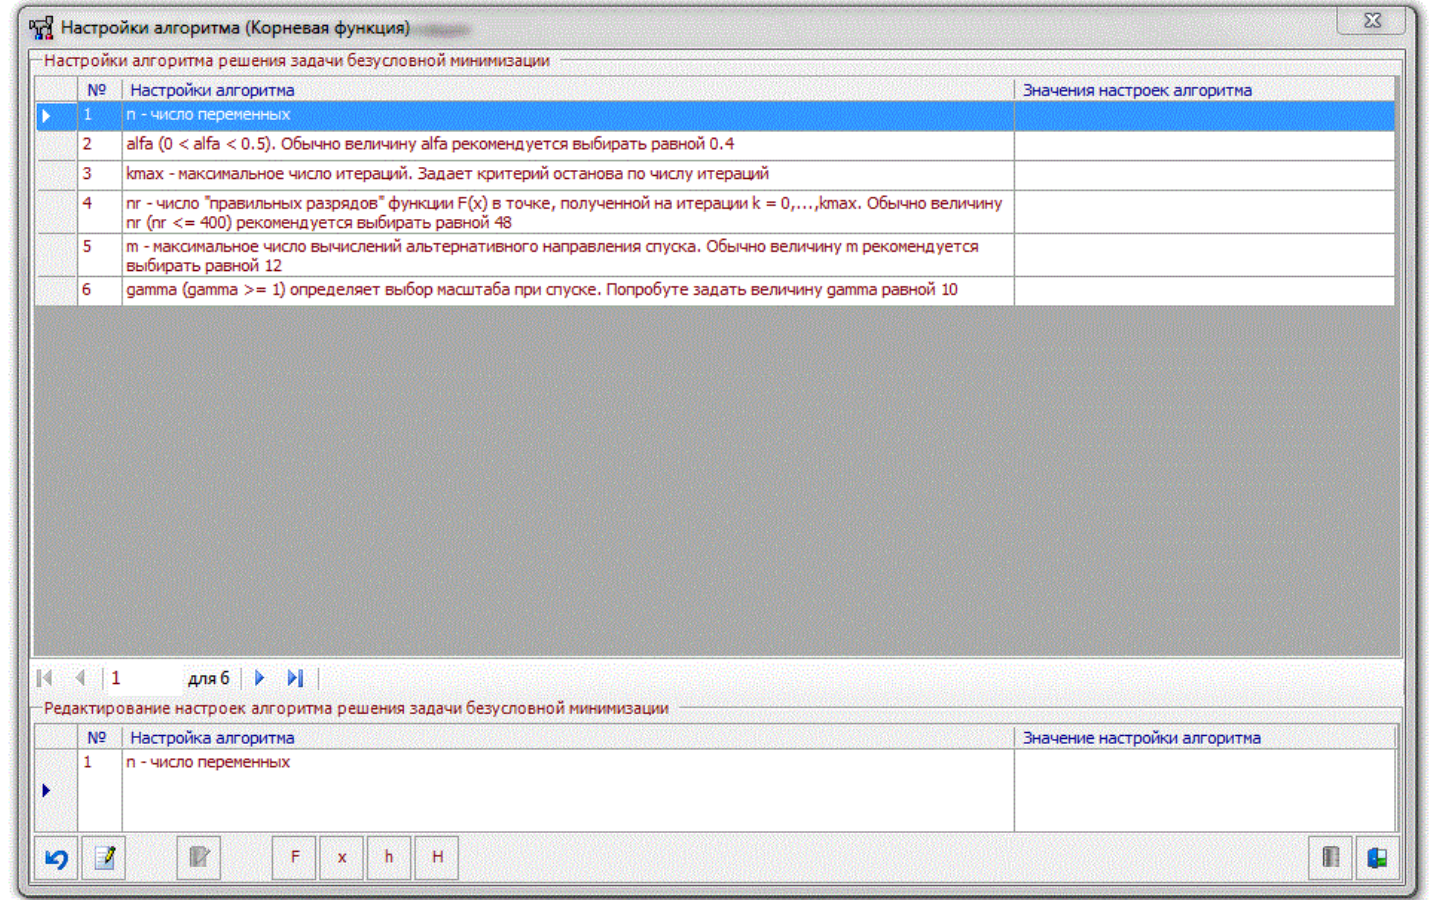 Настройки алгоритма (Корневая функция)
Настройки алгоритма решения задачи безусловной минимизации
№ Настройки алгоритма Значения настроек алгоритма
1 n - число переменных
2 alfa (0 < alfa < 0.5). Обычно величину alfa рекомендуется выбирать равной 0.4
3 kmax - максимальное число итераций. Задает критерий останова по числу итераций
4 nr - число "правильных разрядов" функции F(x) в точке, полученной на итерации k = 0,...,kmax. Обычно величину
nr (nr <= 400) рекомендуется выбирать равной 48
5 m - максимальное число вычислений альтернативного направления спуска. Обычно величину m рекомендуется
выбирать равной 12
6 gamma (gamma >= 1) определяет выбор масштаба при спуске. Попробуте задать величину gamma равной 10
1 для 6
Редактирование настроек алгоритма решения задачи безусловной минимизации
№ Настройка алгоритма Значение настройки алгоритма
1 n - число переменных
F x h H